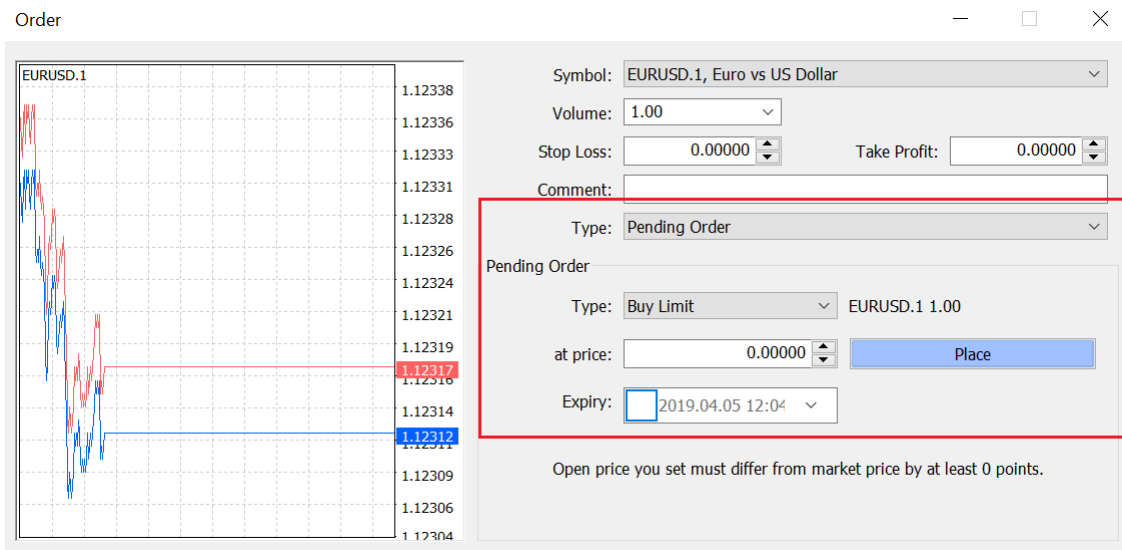 Order
EURUSD.1
1.12338
1.12336
1.12333
1.12331
1.12328
1.12326
1.12324
1.12321
1.12319
1.12317
1.12316
1.12314
1.12312
1.12309
1.12306
1.12304
Symbol: EURUSD.1, Euro vs US Dollar
Volume: 1.00
Stop Loss: 0.00000 Take Profit: 0.00000
Comment:
Type: Pending Order
Pending Order
Type: Buy Limit EURUSD.1 1.00
at price: 0.00000 Place
Expiry: 2019.04.05 12:04
Open price you set must differ from market price by at least 0 points.